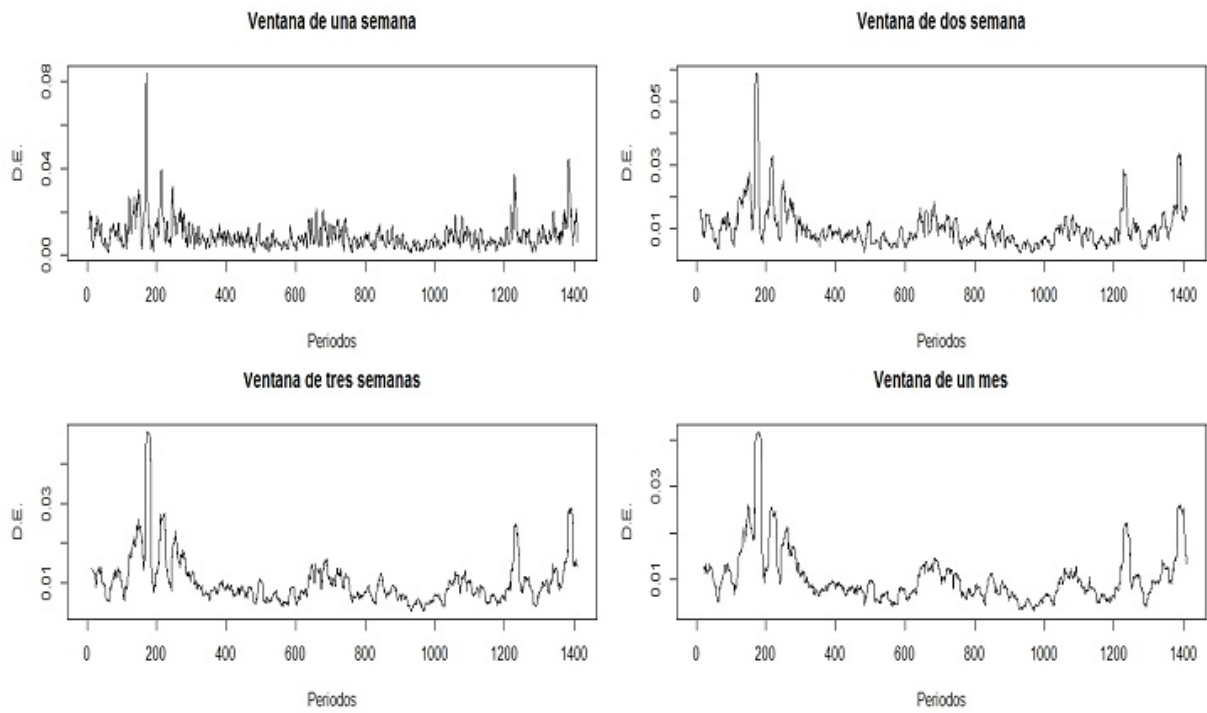 Ventana de una semana
D.E.
0.08
0.04
0.00
0 200 400 600 800 1000 1200 1400
Periodos
Ventana de dos semana
D.E.
0.05
0.03
0.01
0 200 400 600 800 1000 1200 1400
Periodos
Ventana de tres semanas
D.E.
0.03
0.01
0 200 400 600 800 1000 1200 1400
Periodos
Ventana de un mes
D.E.
0.03
0.01
0 200 400 600 800 1000 1200 1400
Periodos